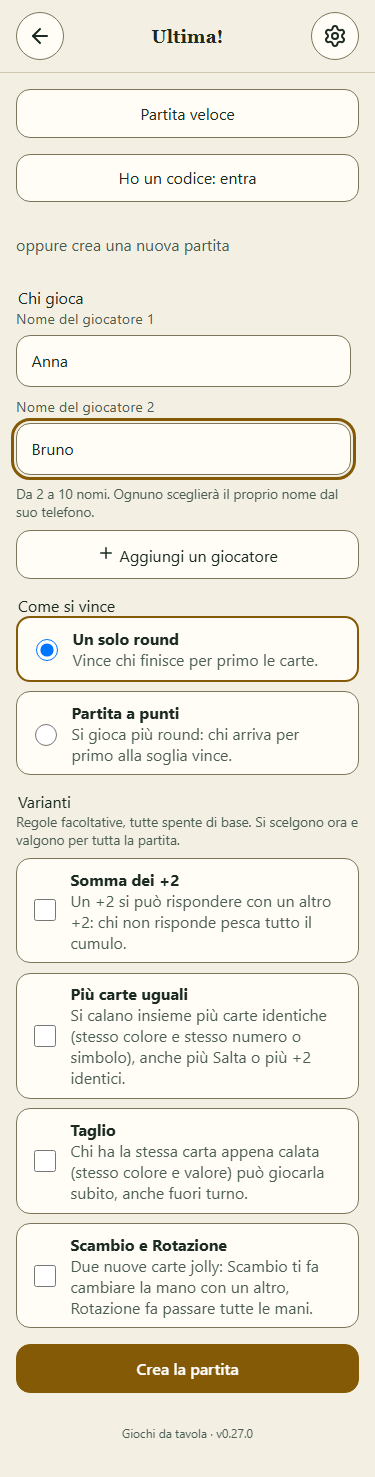 Ultima!
Partita veloce
Ho un codice: entra
oppure crea una nuova partita
Chi gioca
Nome del giocatore 1
Anna
Nome del giocatore 2
Bruno
Da 2 a 10 nomi. Ognuno sceglierà il proprio nome dal
suo telefono.
+ Aggiungi un giocatore
Come si vince
Un solo round
Vince chi finisce per primo le carte.
Partita a punti
Si gioca più round: chi arriva per
primo alla soglia vince.
Varianti
Regole facoltative, tutte spente di base. Si scelgono ora e
valgono per tutta la partita.
Somma dei +2
Un +2 si può rispondere con un altro
+2: chi non risponde pesca tutto il
cumulo.
Più carte uguali
Si calano insieme più carte identiche
(stesso colore e stesso numero o
simbolo), anche più Salta o più +2
identici.
Taglio
Chi ha la stessa carta appena calata
(stesso colore e valore) può giocarla
subito, anche fuori turno.
Scambio e Rotazione
Due nuove carte jolly: Scambio ti fa
cambiare la mano con un altro,
Rotazione fa passare tutte le mani.
Crea la partita
Giochi da tavola · v0.27.0